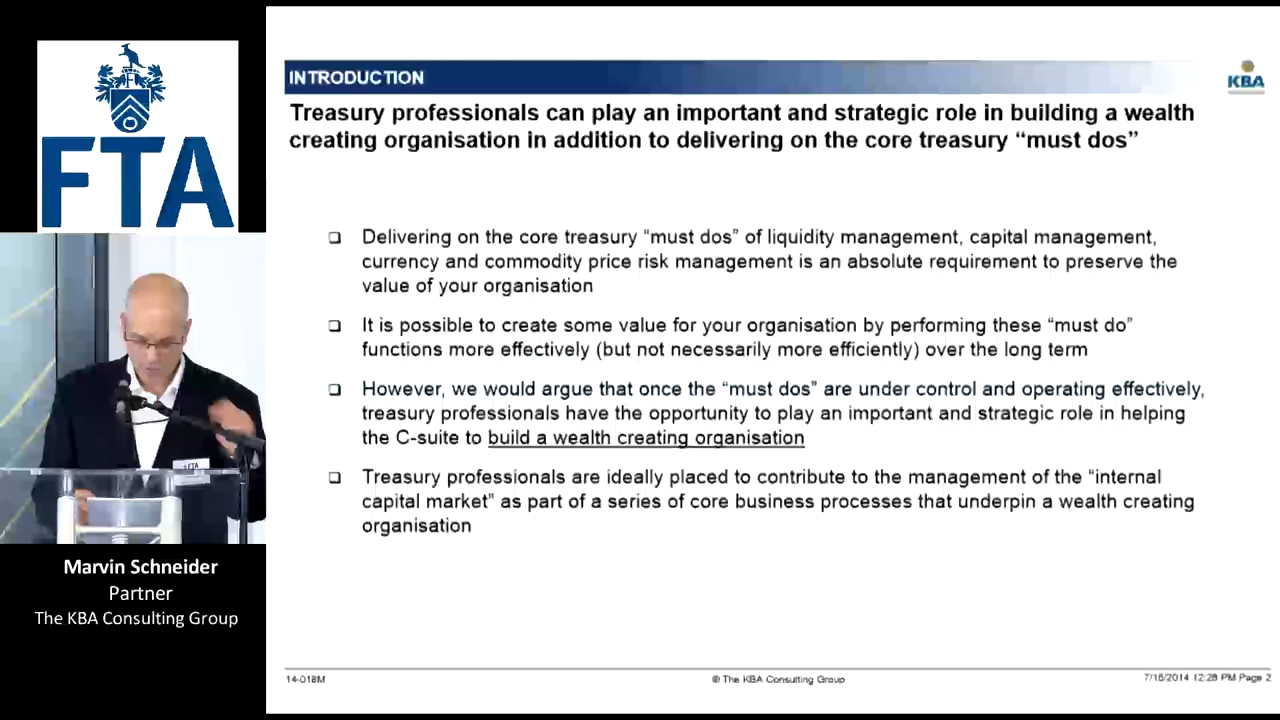 FTA
INTRODUCTION
KBA
Treasury professionals can play an important and strategic role in building a wealth
creating organisation in addition to delivering on the core treasury “must dos”
❑ Delivering on the core treasury “must dos” of liquidity management, capital management,
currency and commodity price risk management is an absolute requirement to preserve the
value of your organisation
❑ It is possible to create some value for your organisation by performing these “must do”
functions more effectively (but not necessarily more efficiently) over the long term
❑ However, we would argue that once the “must dos” are under control and operating effectively,
treasury professionals have the opportunity to play an important and strategic role in helping
the C-suite to build a wealth creating organisation
❑ Treasury professionals are ideally placed to contribute to the management of the “internal
capital market” as part of a series of core business processes that underpin a wealth creating
organisation
FTA
Marvin Schneider
Partner
The KBA Consulting Group
14-018M
© The KBA Consulting Group
7/16/2014 12:28 PM Page 2